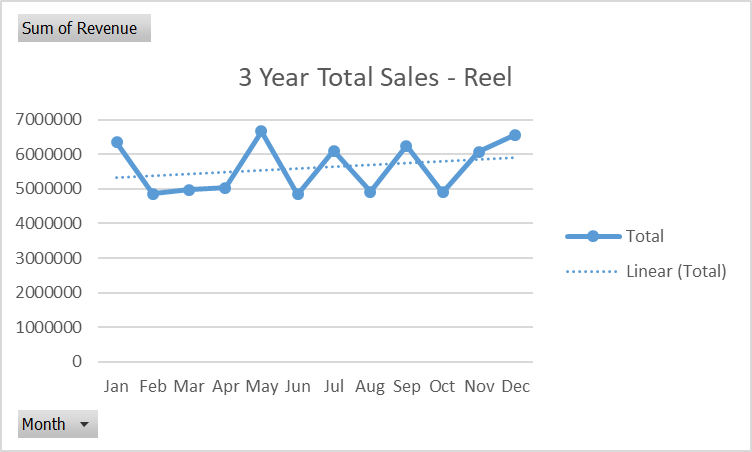 Sum of Revenue
3 Year Total Sales - Reel
7000000
6000000
5000000
4000000
3000000
2000000
1000000
0
Jan Feb Mar Apr May Jun Jul Aug Sep Oct Nov Dec
Total
Linear (Total)
Month